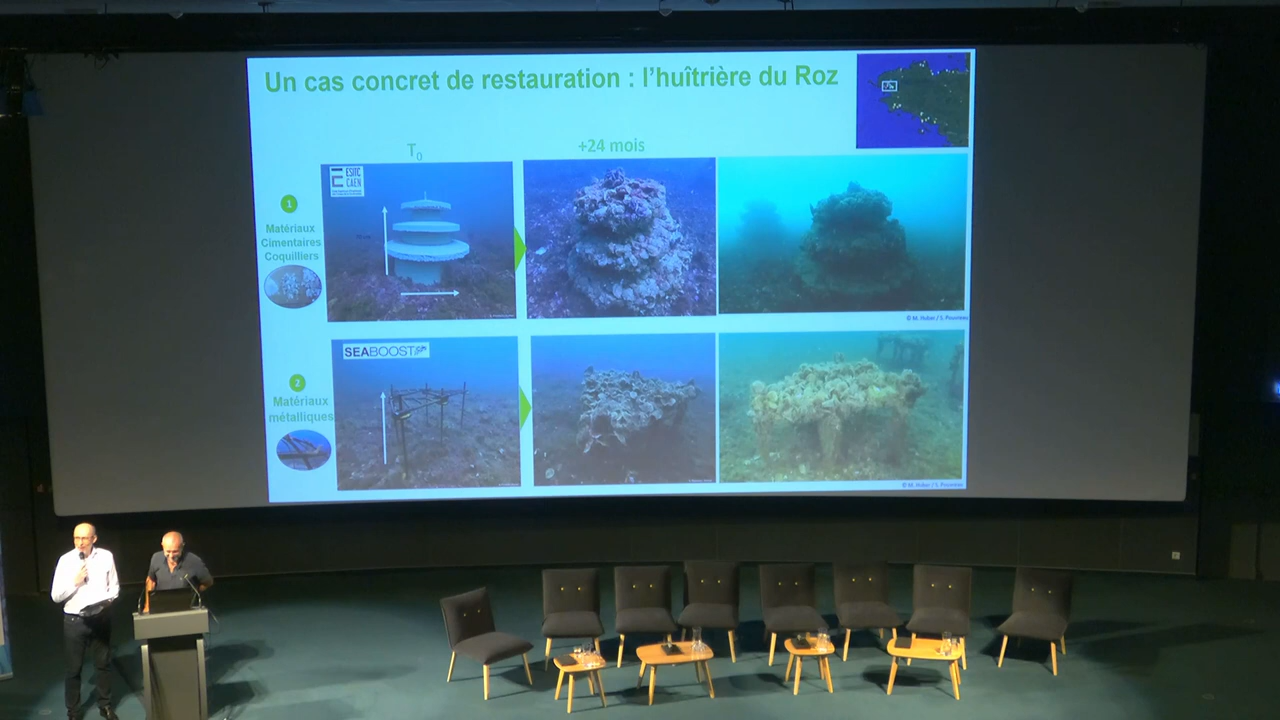 Un cas concret de restauration : l'huîtrière du Roz
T0
+24 mois
ESITC
CAEN
1
Matériaux
Cimentaires
Coquilliers
© M. Huber / S. Pouvreau
SEABOOST
2
Matériaux
métalliques
© M. Huber / S. Pouvreau